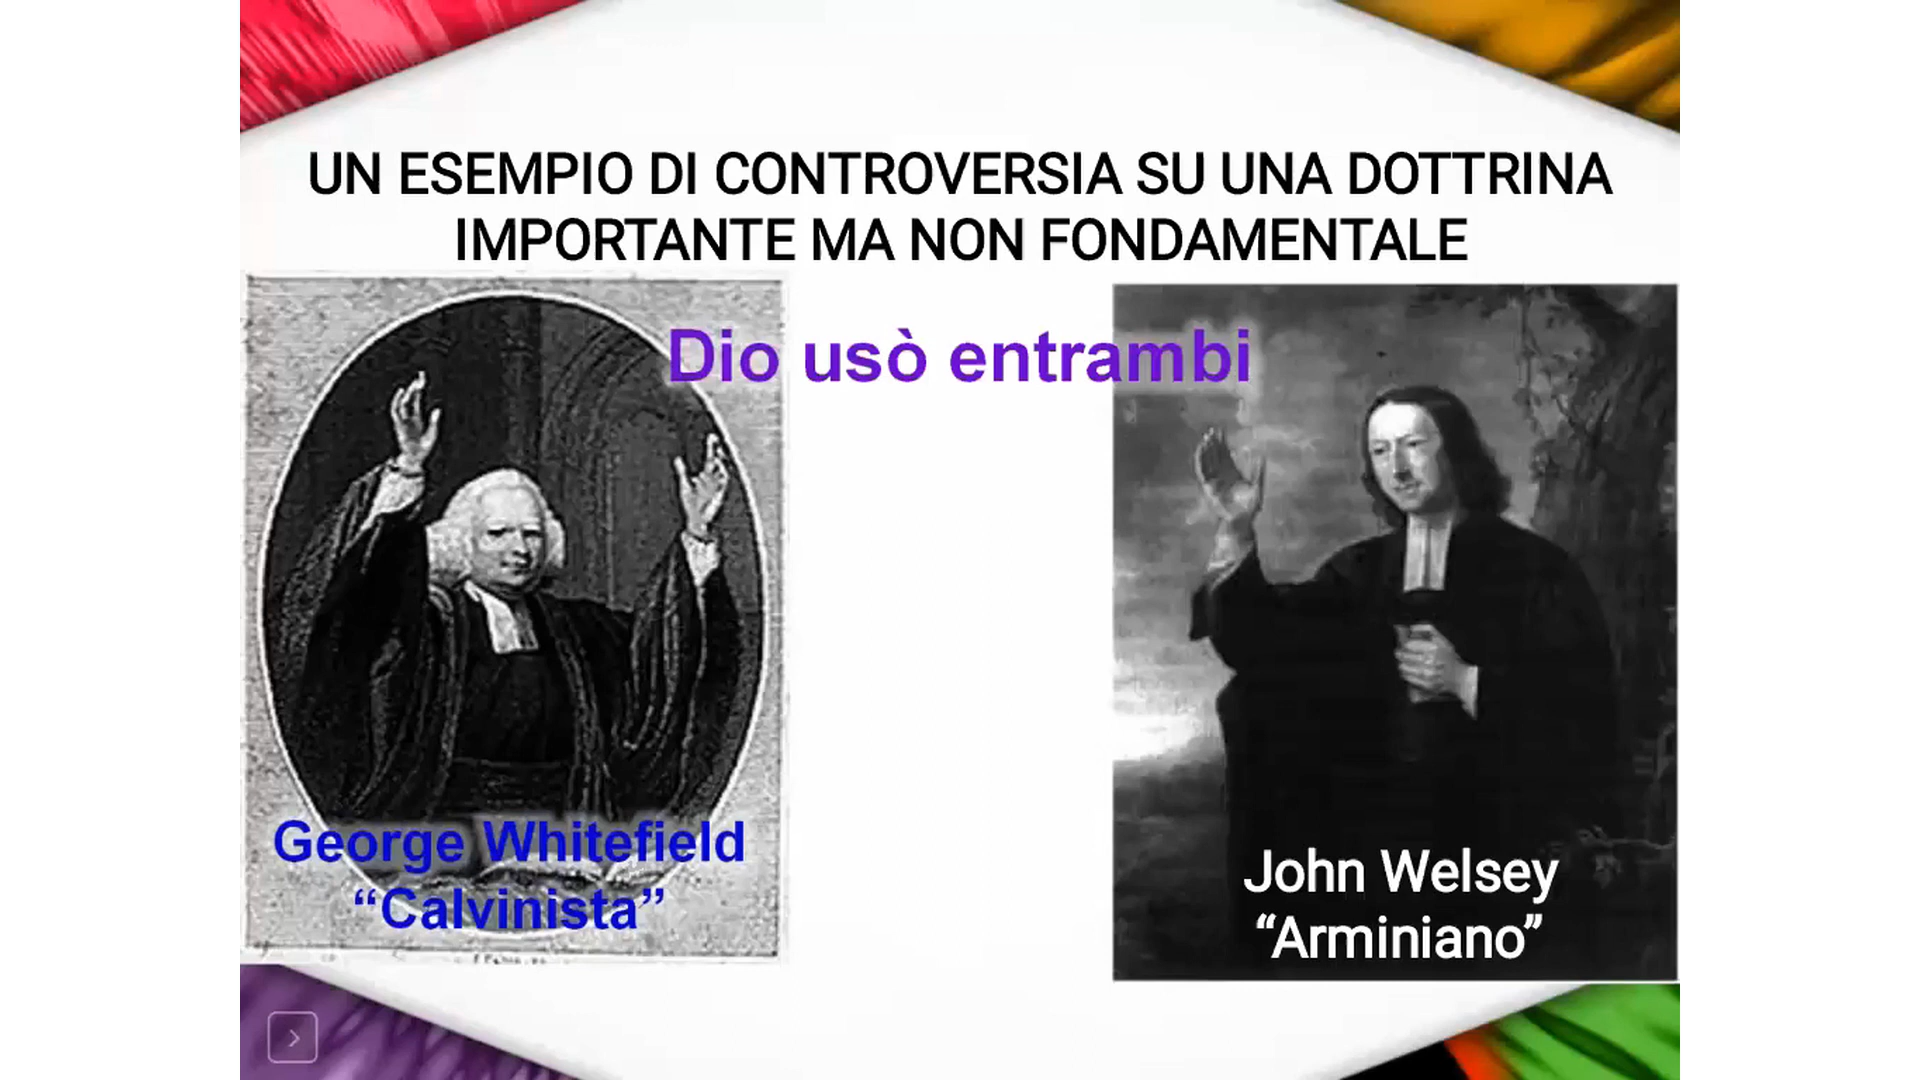 UN ESEMPIO DI CONTROVERSIA SU UNA DOTTRINA
IMPORTANTE MA NON FONDAMENTALE
Dio usò entrambi
George Whitefield
“Calvinista”
John Welsey
“Arminiano”